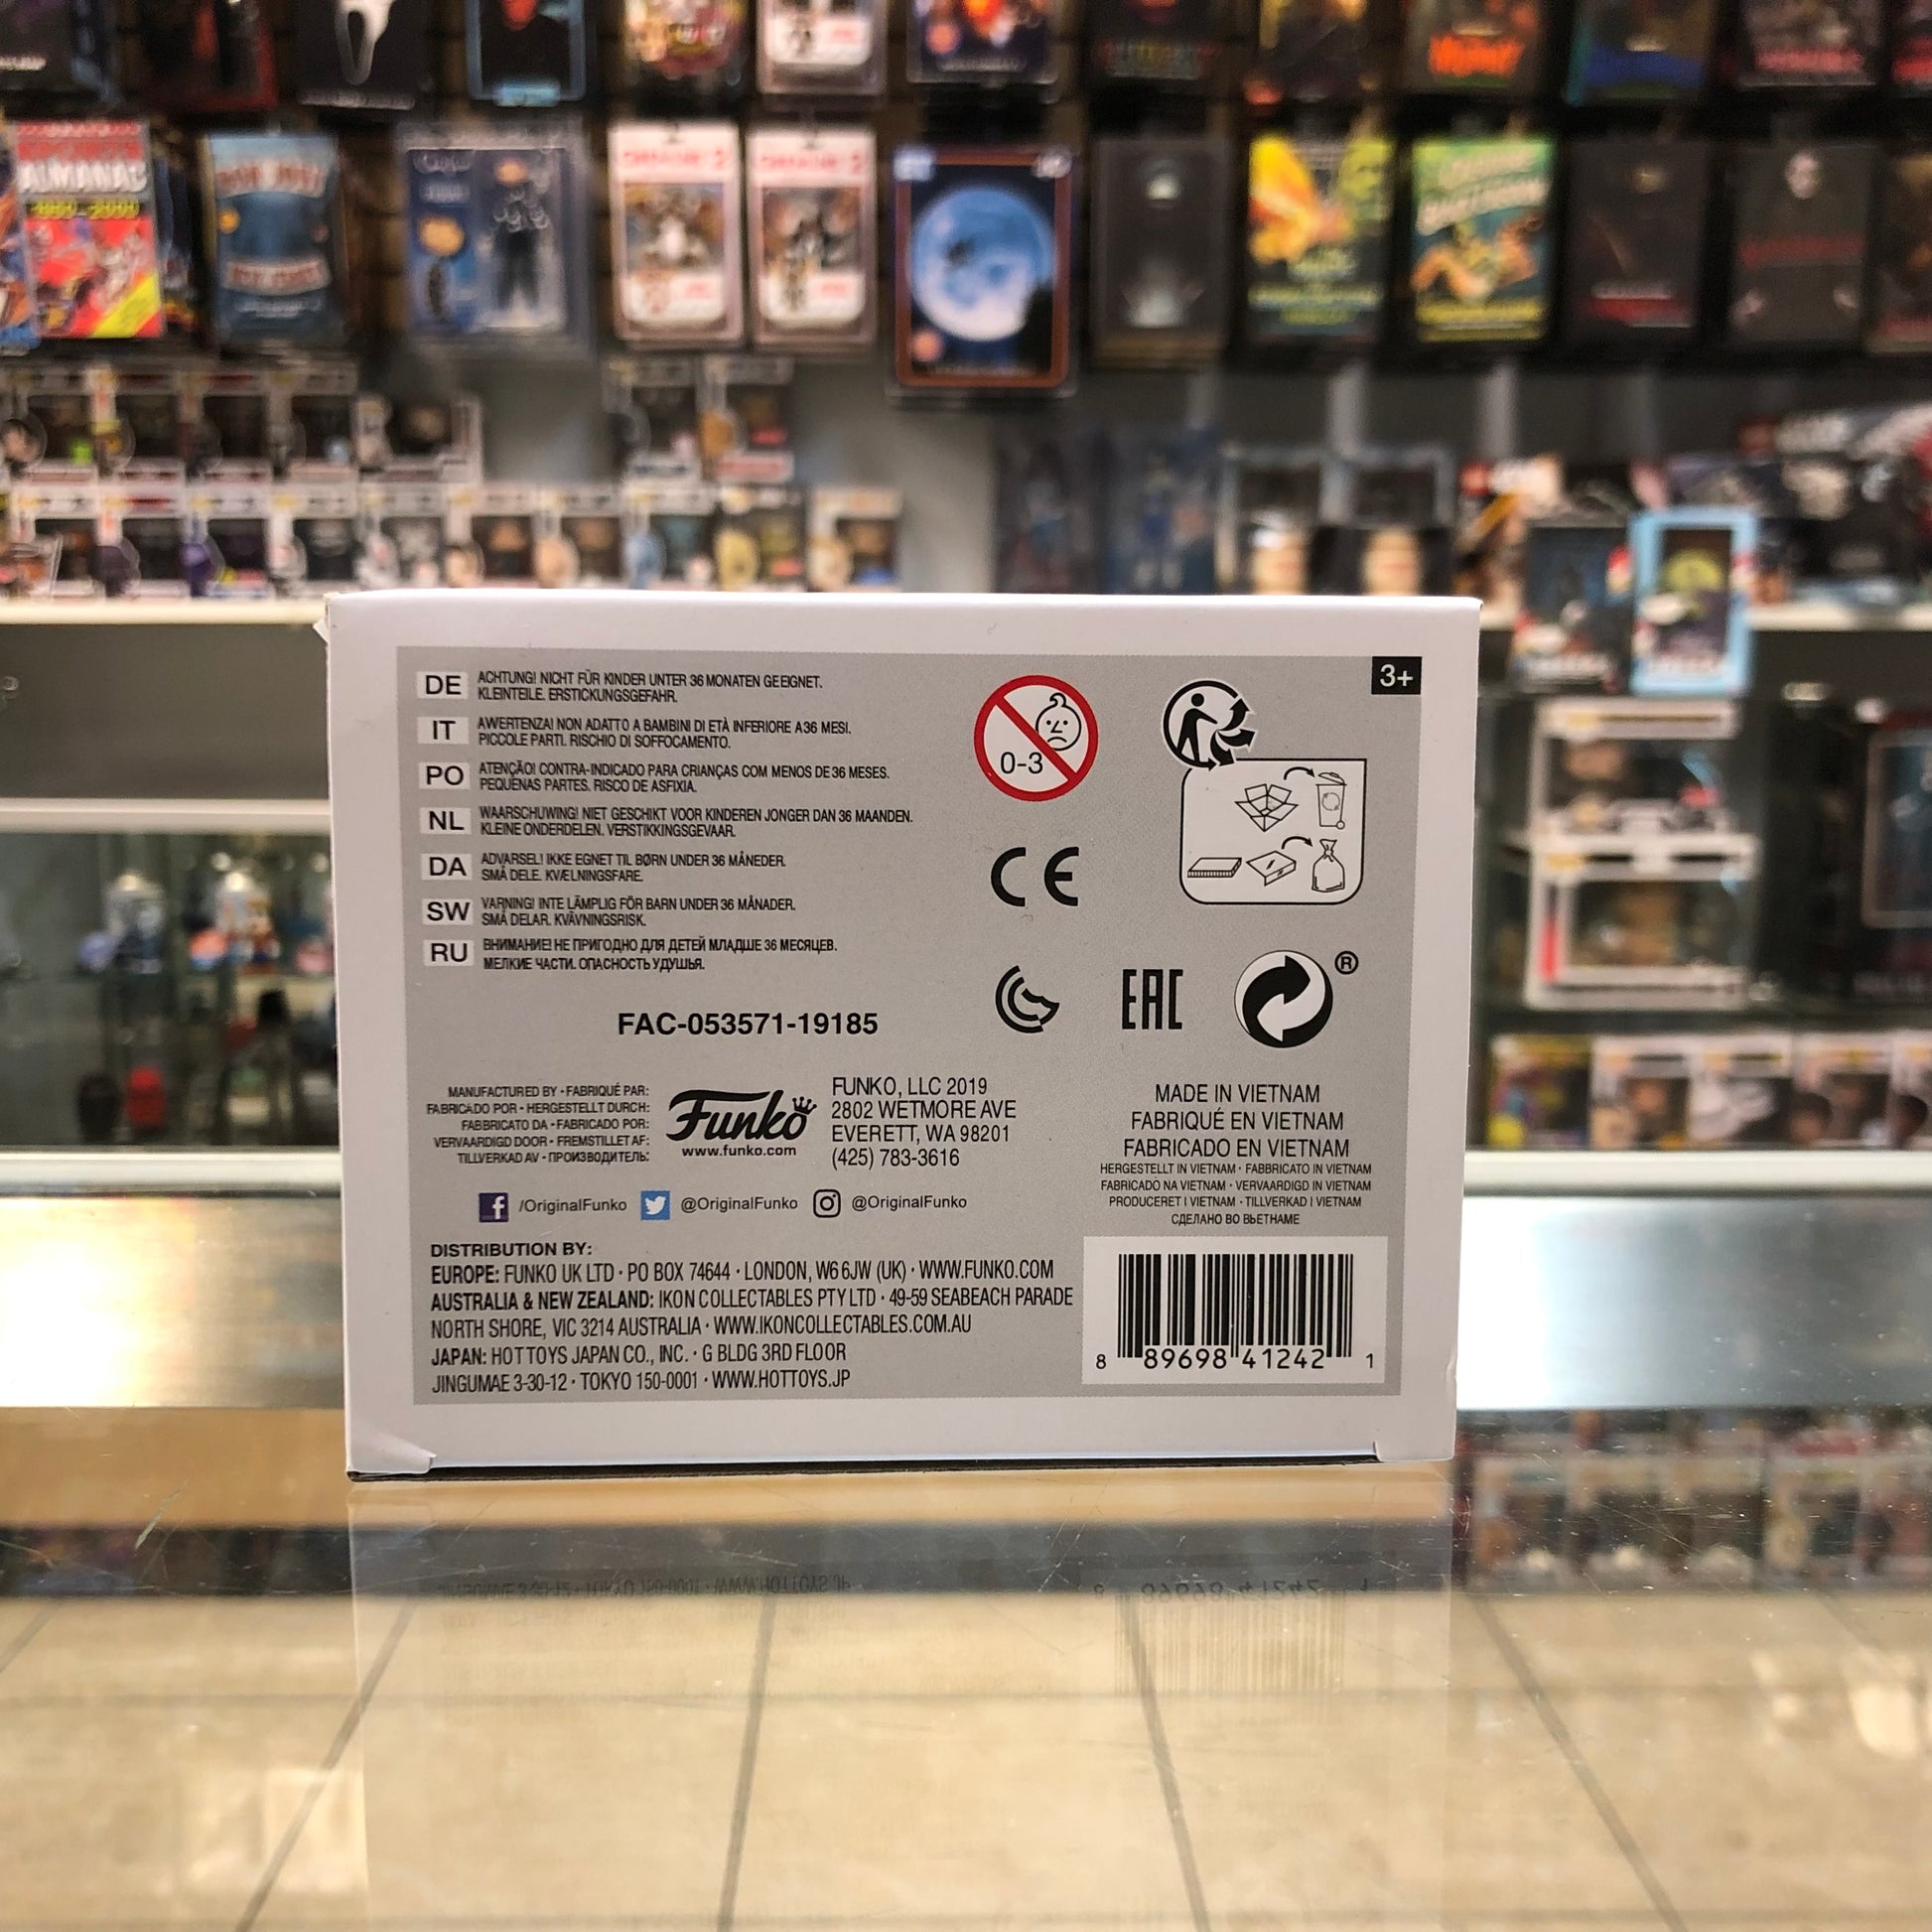 ALMANAC
3+
DE ACHTUNG! NICHT FÜR KINDER UNTER 36 MONATEN GEEIGNET.
KLEINTEILE. ERSTICKUNGSGEFAHR.
IT AWERTENZA! NON ADATTO A BAMBINI DI ETÀ INFERIORE A 36 MESI.
PICCOLE PARTI. RISCHIO DI SOFFOCAMENTO.
PO ATENÇÃO! CONTRA-INDICADO PARA CRIANÇAS COM MENOS DE 36 MESES.
PEQUENAS PARTES. RISCO DE ASFIXIA.
NL WAARSCHUWING! NIET GESCHIKT VOOR KINDEREN JONGER DAN 36 MAANDEN.
KLEINE ONDERDELEN. VERSTIKKINGSGEVAAR.
DA ADVARSEL! IKKE EGNET TIL BØRN UNDER 36 MÅNEDER.
SMÅ DELE. KVÆLNINGSFARE.
SW VARNING! INTE LÄMPLIG FÖR BARN UNDER 36 MÅNADER.
SMÅ DELAR. KVÄVNINGSRISK.
RU ВНИМАНИЕ! НЕ ПРИГОДНО ДЛЯ ДЕТЕЙ МЛАДШЕ 36 МЕСЯЦЕВ.
МЕЛКИЕ ЧАСТИ. ОПАСНОСТЬ УДУШЬЯ.
0-3
CE
EAC
®
FAC-053571-19185
MANUFACTURED BY • FABRIQUÉ PAR:
FABRICADO POR • HERGESTELLT DURCH:
FABBRICATO DA • FABRICADO POR:
VERVAARDIGD DOOR • FREMSTILLET AF:
TILLVERKAD AV • ПРОИЗВОДИТЕЛЬ:
Funko
www.funko.com
FUNKO, LLC 2019
2802 WETMORE AVE
EVERETT, WA 98201
(425) 783-3616
MADE IN VIETNAM
FABRIQUÉ EN VIETNAM
FABRICADO EN VIETNAM
HERGESTELLT IN VIETNAM • FABBRICATO IN VIETNAM
FABRICADO NA VIETNAM • VERVAARDIGD IN VIETNAM
PRODUCERET I VIETNAM • TILLVERKAD I VIETNAM
СДЕЛАНО ВО ВЬЕТНАМЕ
/OriginalFunko @OriginalFunko @OriginalFunko
DISTRIBUTION BY:
EUROPE: FUNKO UK LTD • PO BOX 74644 • LONDON, W6 6JW (UK) • WWW.FUNKO.COM
AUSTRALIA & NEW ZEALAND: IKON COLLECTABLES PTY LTD • 49-59 SEABEACH PARADE
NORTH SHORE, VIC 3214 AUSTRALIA • WWW.IKONCOLLECTABLES.COM.AU
JAPAN: HOT TOYS JAPAN CO., INC. • G BLDG 3RD FLOOR
JINGUMAE 3-30-12 • TOKYO 150-0001 • WWW.HOTTOYS.JP
8 89698 41242 1